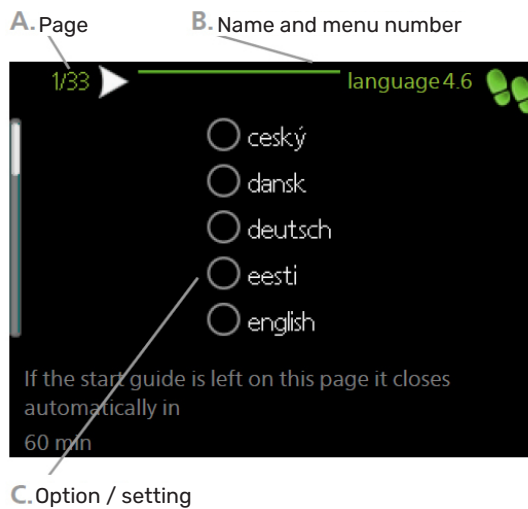 A. Page
B. Name and menu number
1/33
language 4.6
ceský
dansk
deutsch
eesti
english
If the start guide is left on this page it closes
automatically in
60 min
C. Option / setting